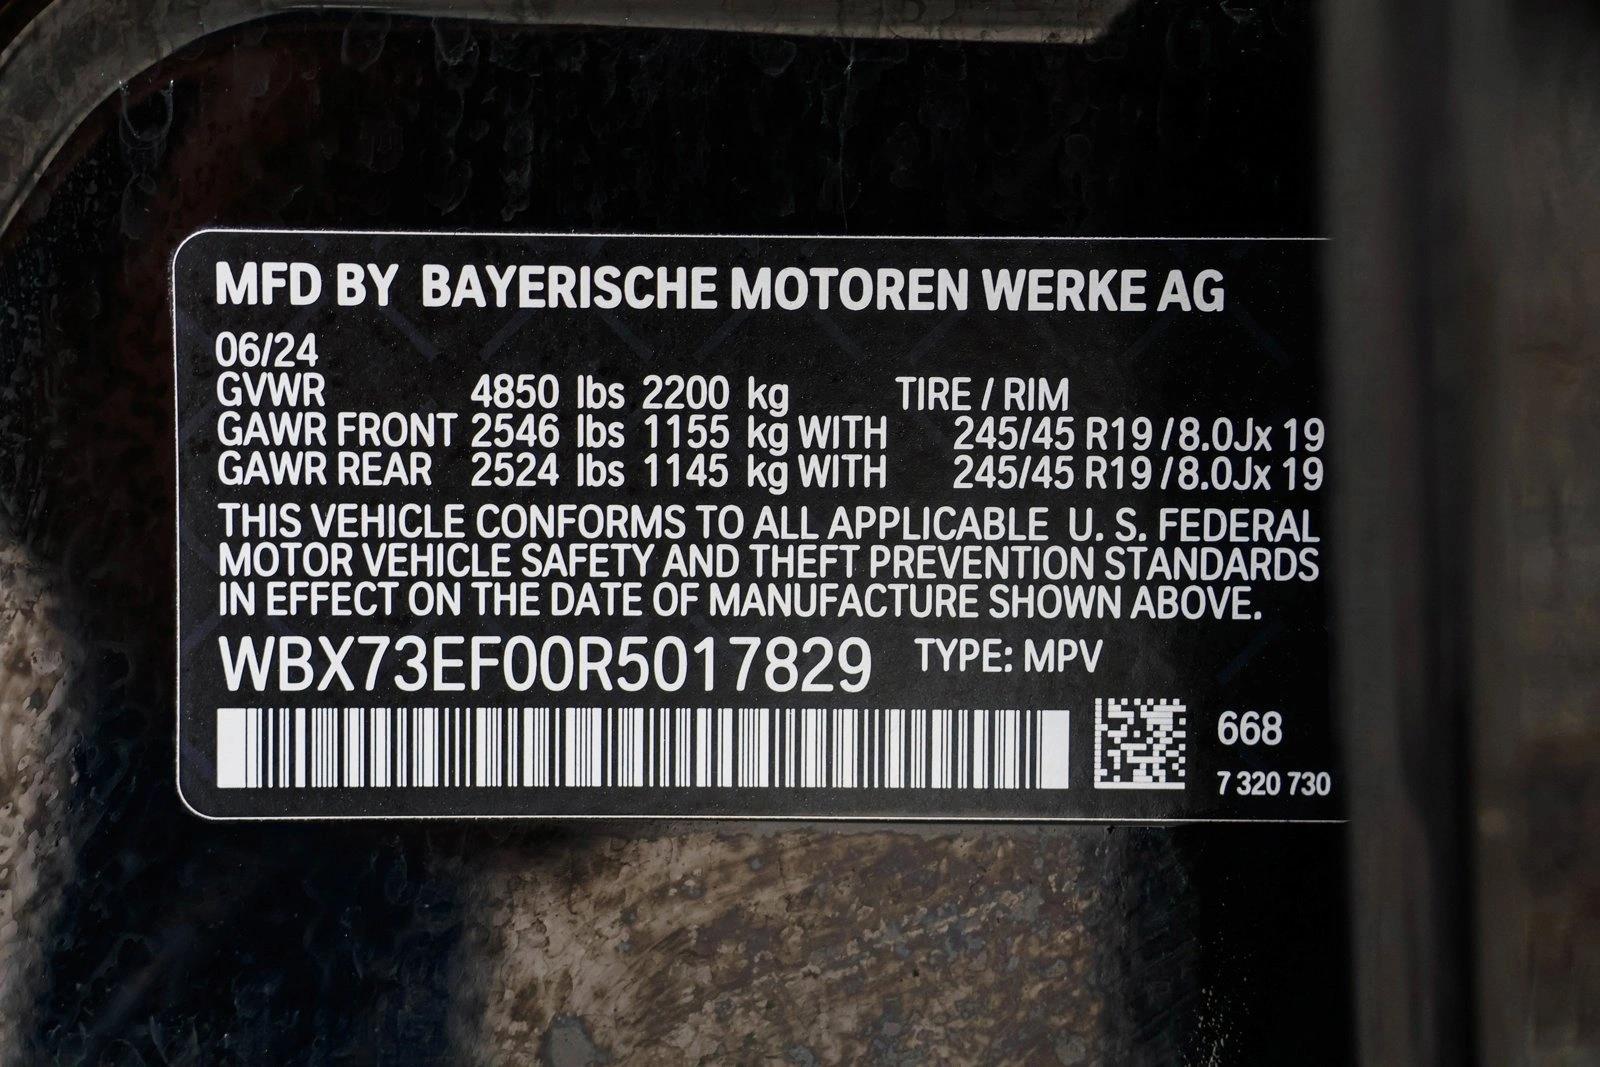 MFD BY BAYERISCHE MOTOREN WERKE AG
06/24
GVWR 4850 lbs 2200 kg TIRE / RIM
GAWR FRONT 2546 lbs 1155 kg WITH 245/45 R19 / 8.0Jx 19
GAWR REAR 2524 lbs 1145 kg WITH 245/45 R19 / 8.0Jx 19
THIS VEHICLE CONFORMS TO ALL APPLICABLE U. S. FEDERAL
MOTOR VEHICLE SAFETY AND THEFT PREVENTION STANDARDS
IN EFFECT ON THE DATE OF MANUFACTURE SHOWN ABOVE.
WBX73EF00R5017829 TYPE: MPV
668
7 320 730